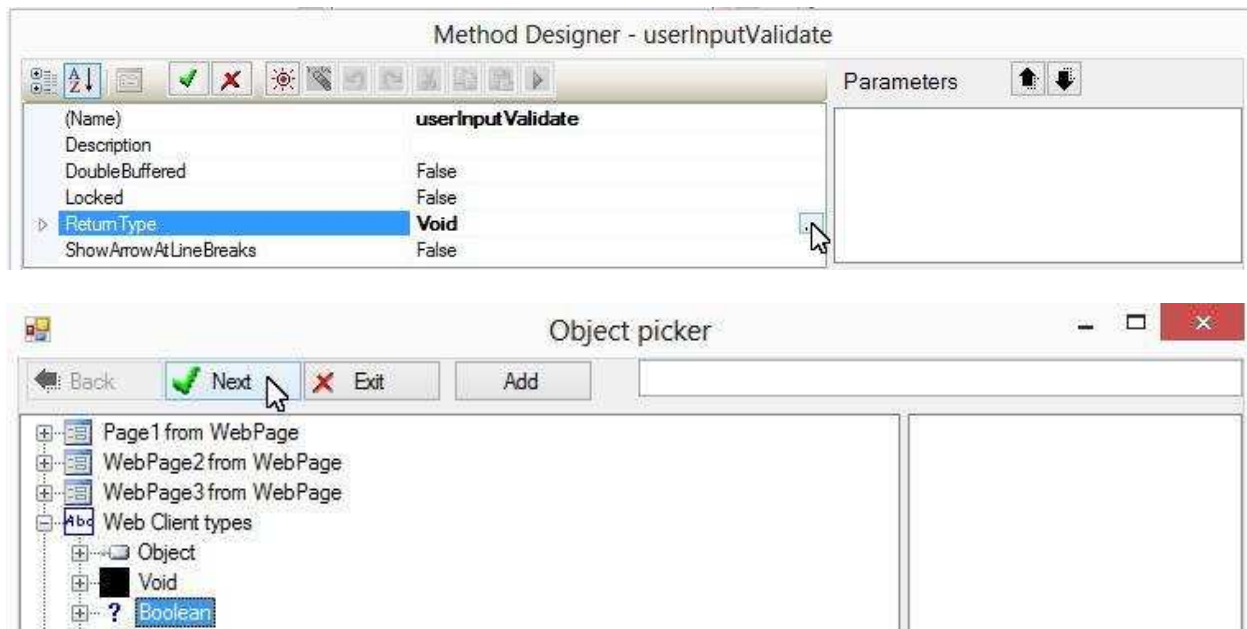 Method Designer - userInputValidate
A Z
Parameters
(Name) userInputValidate
Description
DoubleBuffered False
Locked False
ReturnType Void
ShowArrowAtLineBreaks False
Object picker
Back Next Exit Add
Page1 from WebPage
WebPage2 from WebPage
WebPage3 from WebPage
Abc Web Client types
Object
Void
? Boolean